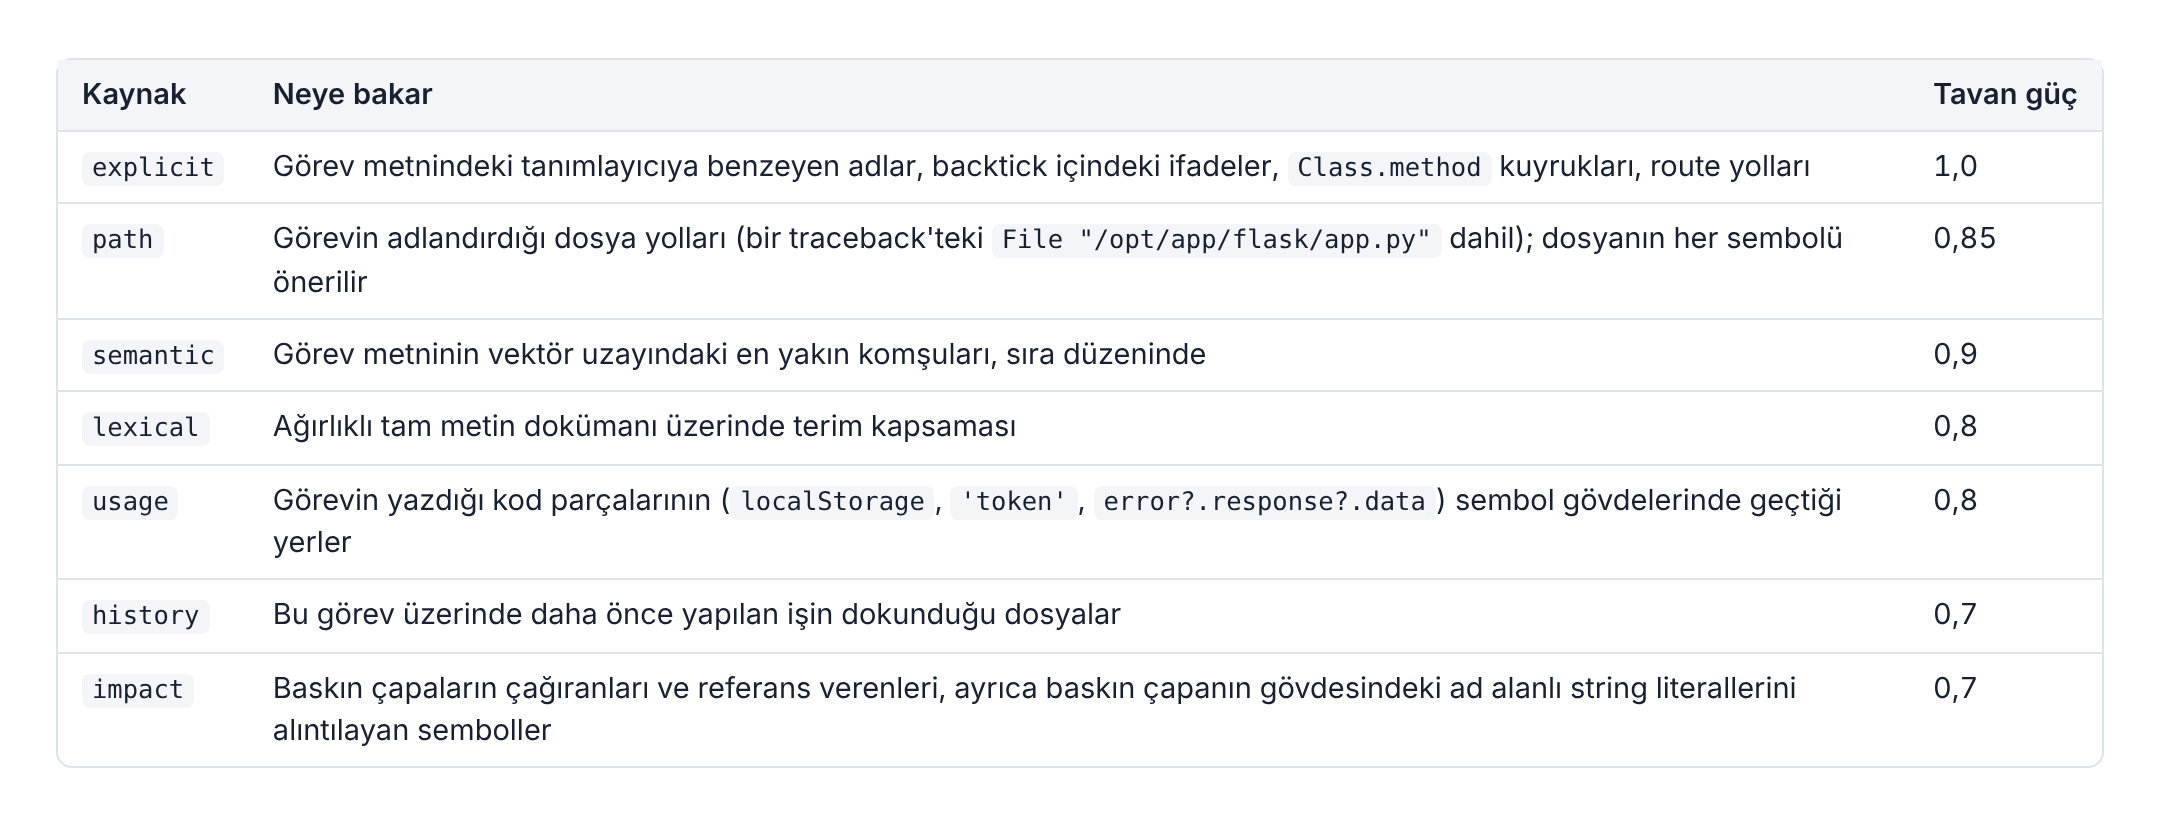 Kaynak Neye bakar Tavan güç
explicit Görev metnindeki tanımlayıcıya benzeyen adlar, backtick içindeki ifadeler, Class.method kuyrukları, route yolları 1,0
path Görevin adlandırdığı dosya yolları (bir traceback'teki File "/opt/app/flask/app.py" dahil); dosyanın her sembolü 0,85
önerilir
semantic Görev metninin vektör uzayındaki en yakın komşuları, sıra düzeninde 0,9
lexical Ağırlıklı tam metin dokümanı üzerinde terim kapsaması 0,8
usage Görevin yazdığı kod parçalarının (localStorage, 'token', error?.response?.data) sembol gövdelerinde geçtiği 0,8
yerler
history Bu görev üzerinde daha önce yapılan işin dokunduğu dosyalar 0,7
impact Baskın çapaların çağıranları ve referans verenleri, ayrıca baskın çapanın gövdesindeki ad alanlı string literallerini 0,7
alıntılayan semboller